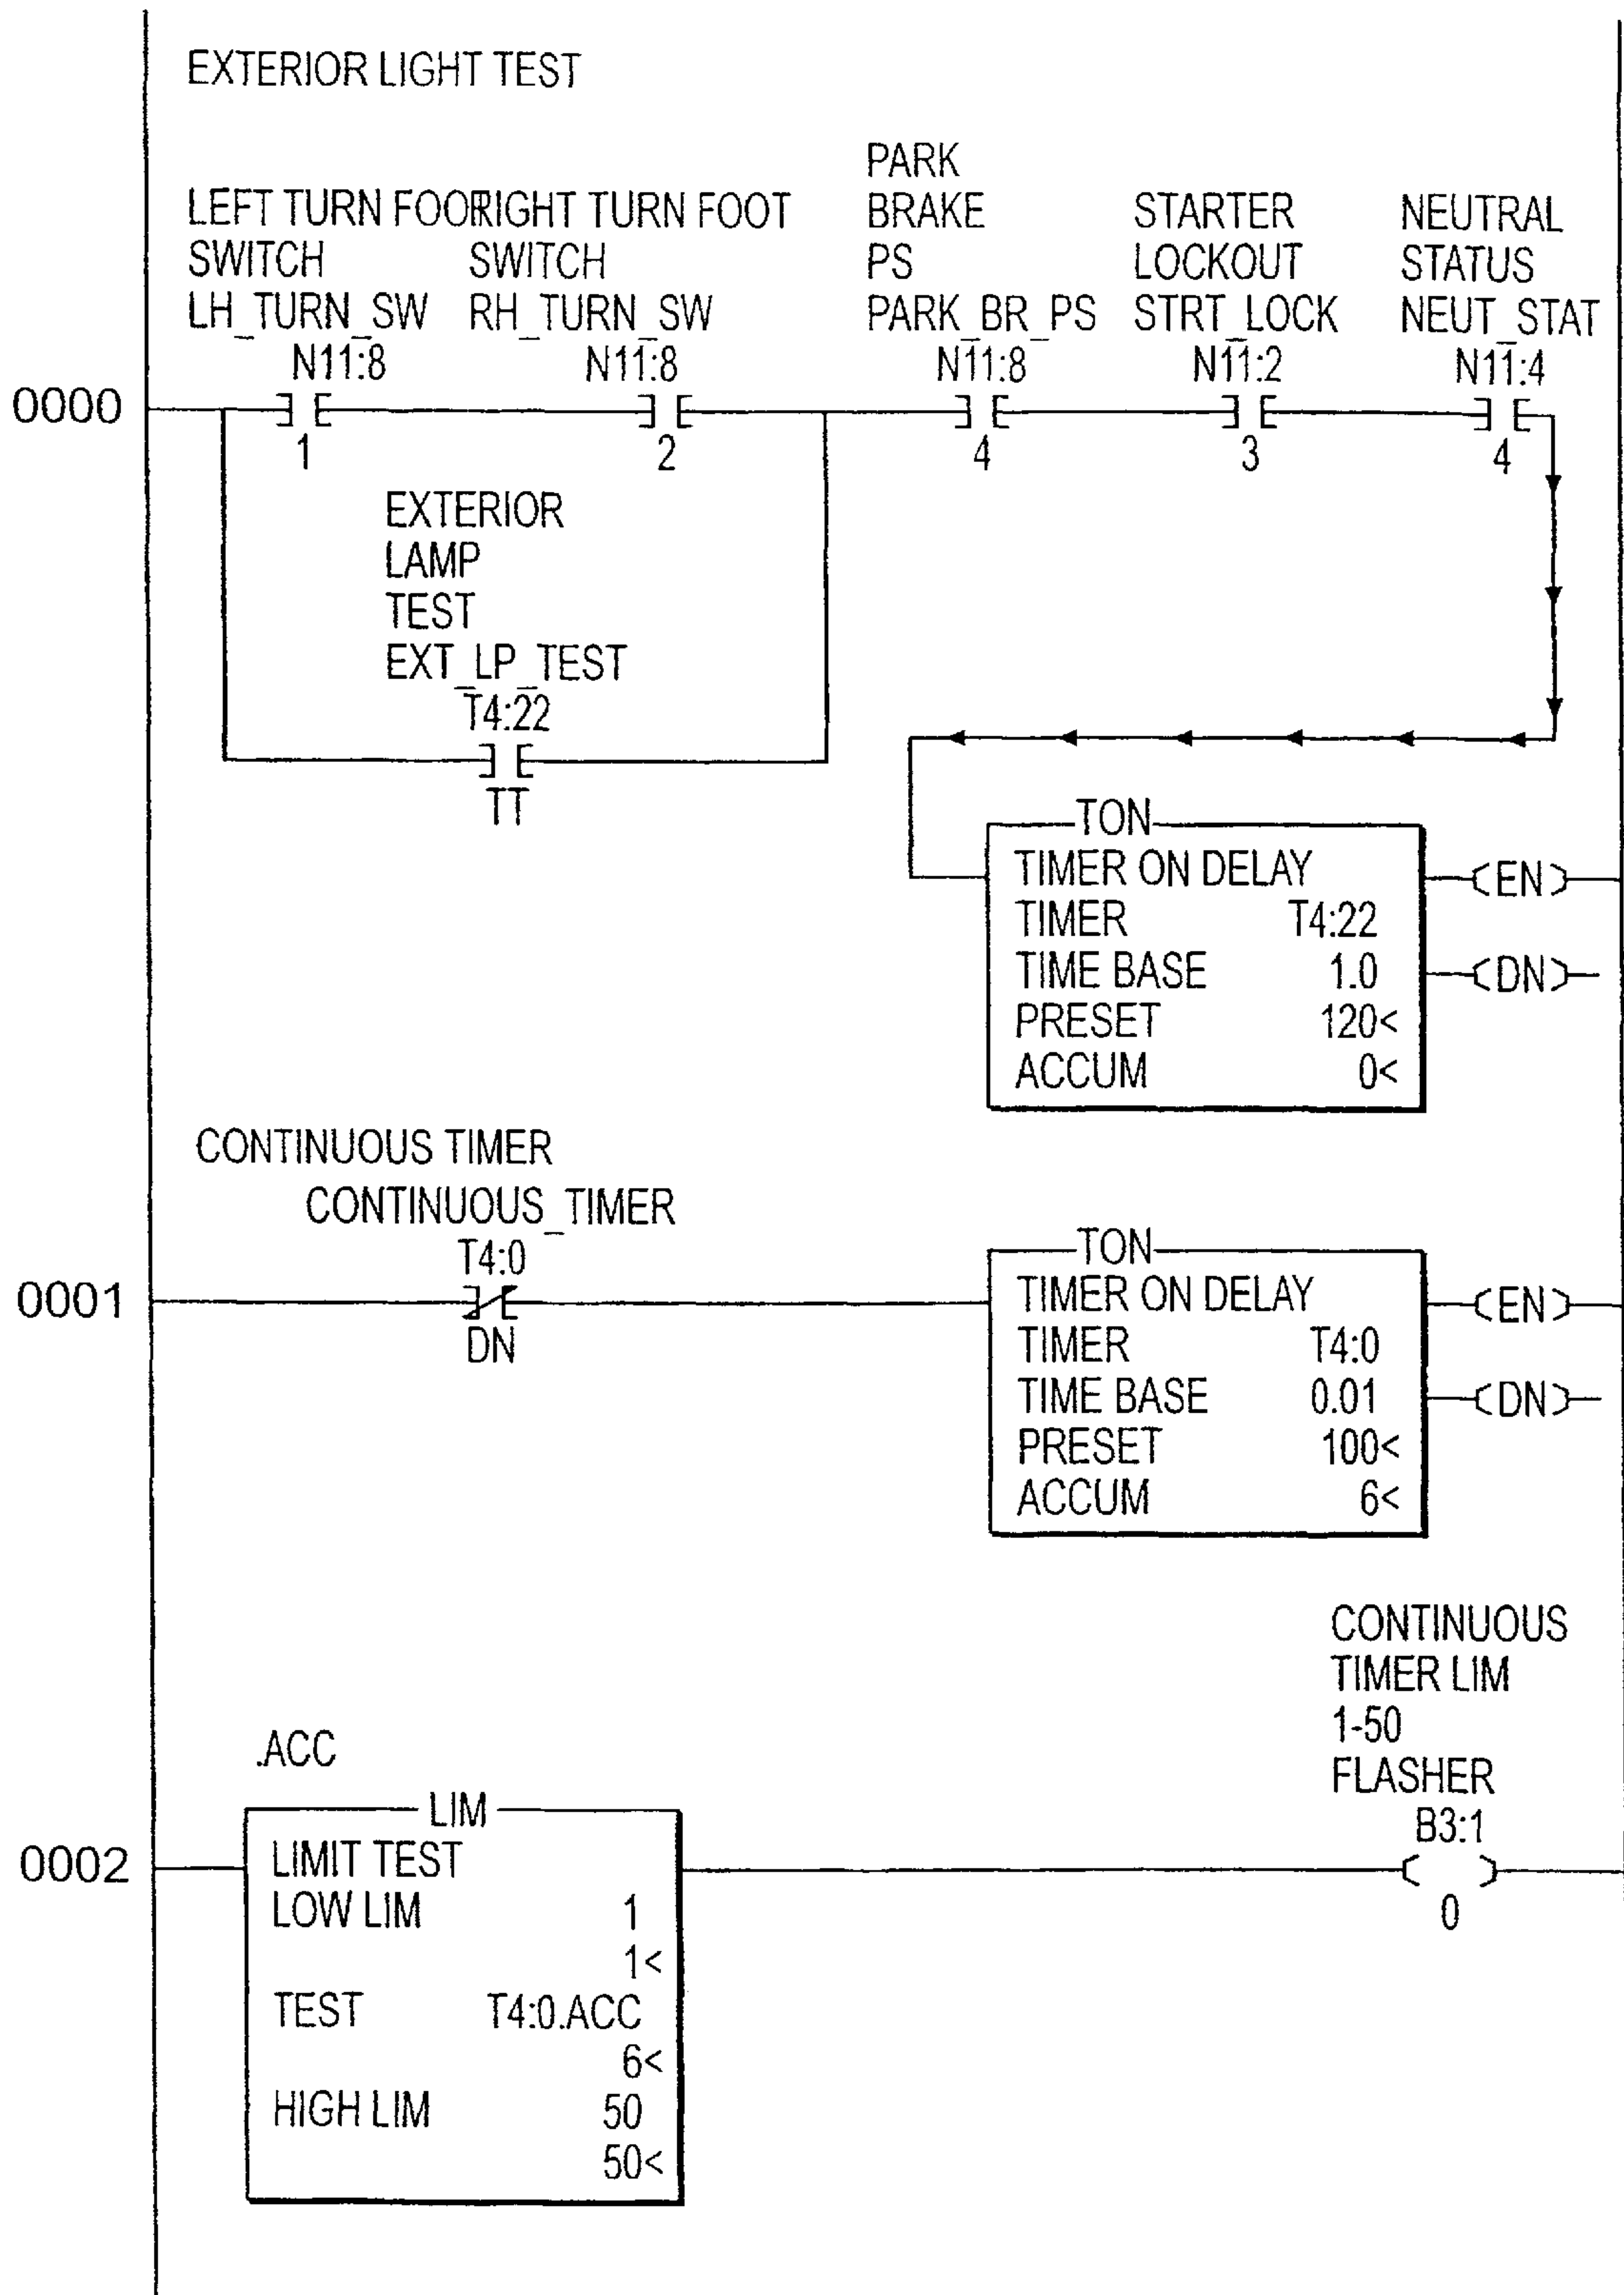 EXTERIOR LIGHT TEST
LEFT TURN FOOT
SWITCH
LH_TURN_SW
N11:8
RIGHT TURN FOOT
SWITCH
RH_TURN_SW
N11:8
PARK
BRAKE
PS
PARK_BR_PS
N11:8
STARTER
LOCKOUT
STRT_LOCK
N11:2
NEUTRAL
STATUS
NEUT_STAT
N11:4
0000
1
2
4
3
4
EXTERIOR
LAMP
TEST
EXT_LP_TEST
T4:22
TT
TON
TIMER ON DELAY
TIMER T4:22
TIME BASE 1.0
PRESET 120<
ACCUM 0<
EN
DN
CONTINUOUS TIMER
CONTINUOUS_TIMER
T4:0
0001
DN
TON
TIMER ON DELAY
TIMER T4:0
TIME BASE 0.01
PRESET 100<
ACCUM 6<
EN
DN
CONTINUOUS
TIMER LIM
1-50
FLASHER
B3:1
0
.ACC
0002
LIM
LIMIT TEST
LOW LIM 1
1<
TEST T4:0.ACC
6<
HIGH LIM 50
50<